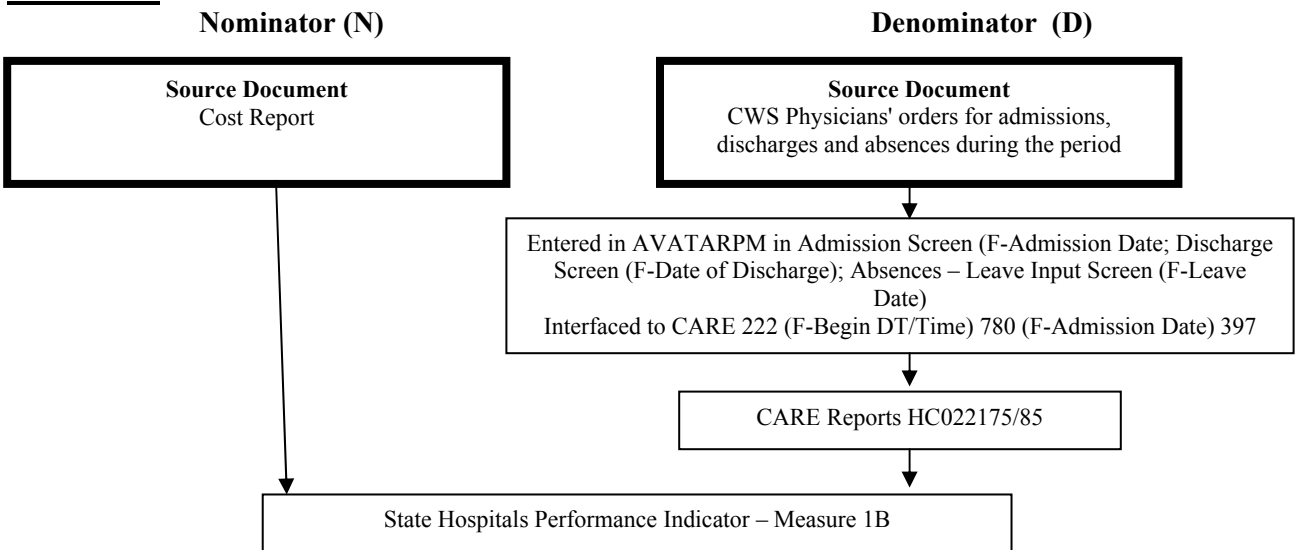 Nominator (N)
Denominator (D)
Source Document
Cost Report
Source Document
CWS Physicians' orders for admissions,
discharges and absences during the period
Entered in AVATARPM in Admission Screen (F-Admission Date; Discharge
Screen (F-Date of Discharge); Absences – Leave Input Screen (F-Leave
Date)
Interfaced to CARE 222 (F-Begin DT/Time) 780 (F-Admission Date) 397
CARE Reports HC022175/85
State Hospitals Performance Indicator – Measure 1B